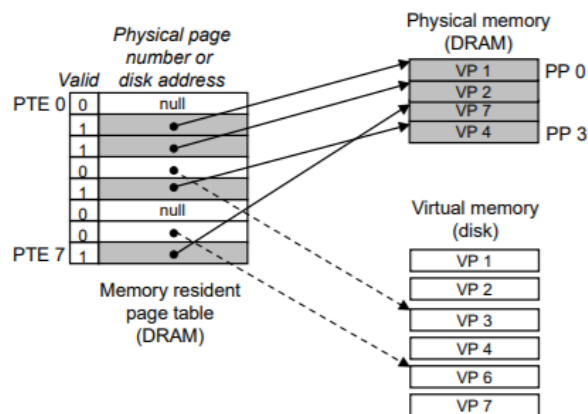 Physical page
number or
disk address
Valid
PTE 0
0
null
1
1
0
1
0
null
0
PTE 7
1
Memory resident
page table
(DRAM)
Physical memory
(DRAM)
VP 1
PP 0
VP 2
VP 7
VP 4
PP 3
Virtual memory
(disk)
VP 1
VP 2
VP 3
VP 4
VP 6
VP 7